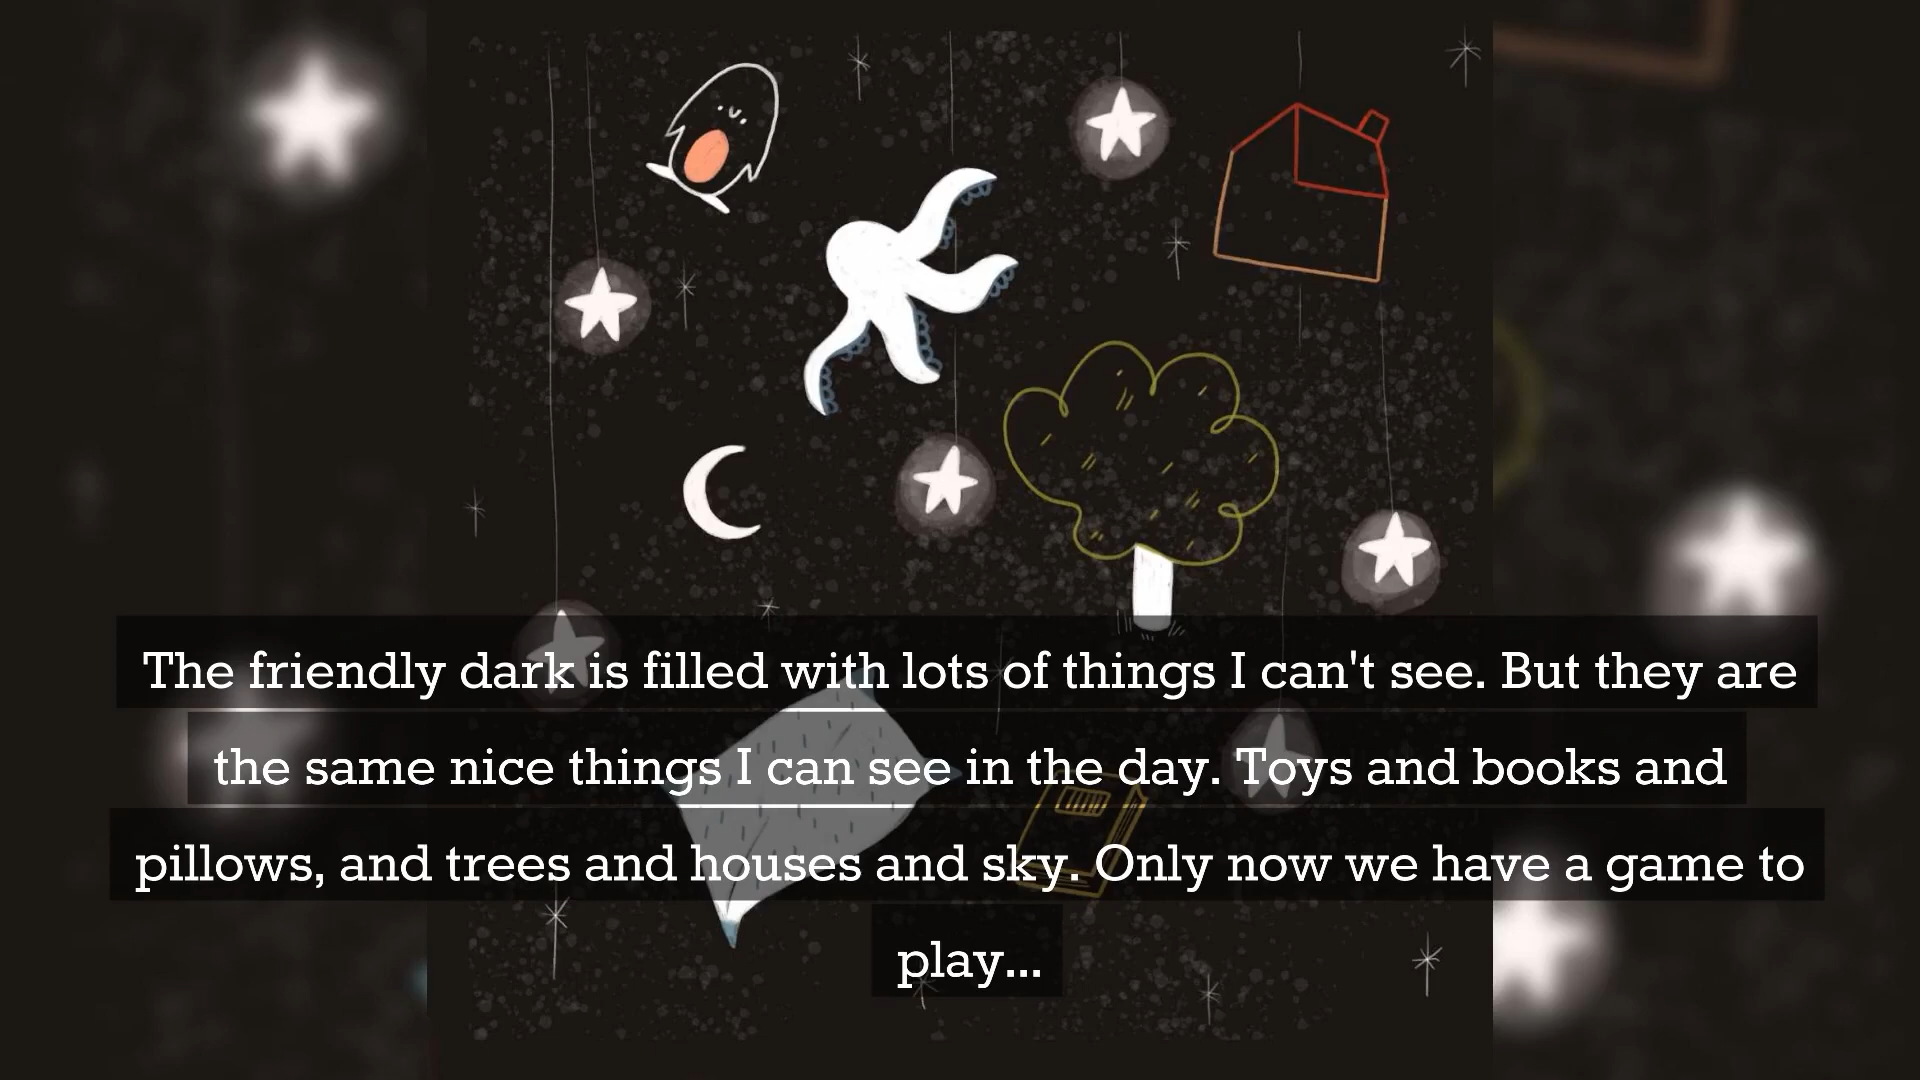 The friendly dark is filled with lots of things I can't see. But they are
the same nice things I can see in the day. Toys and books and
pillows, and trees and houses and sky. Only now we have a game to
play...